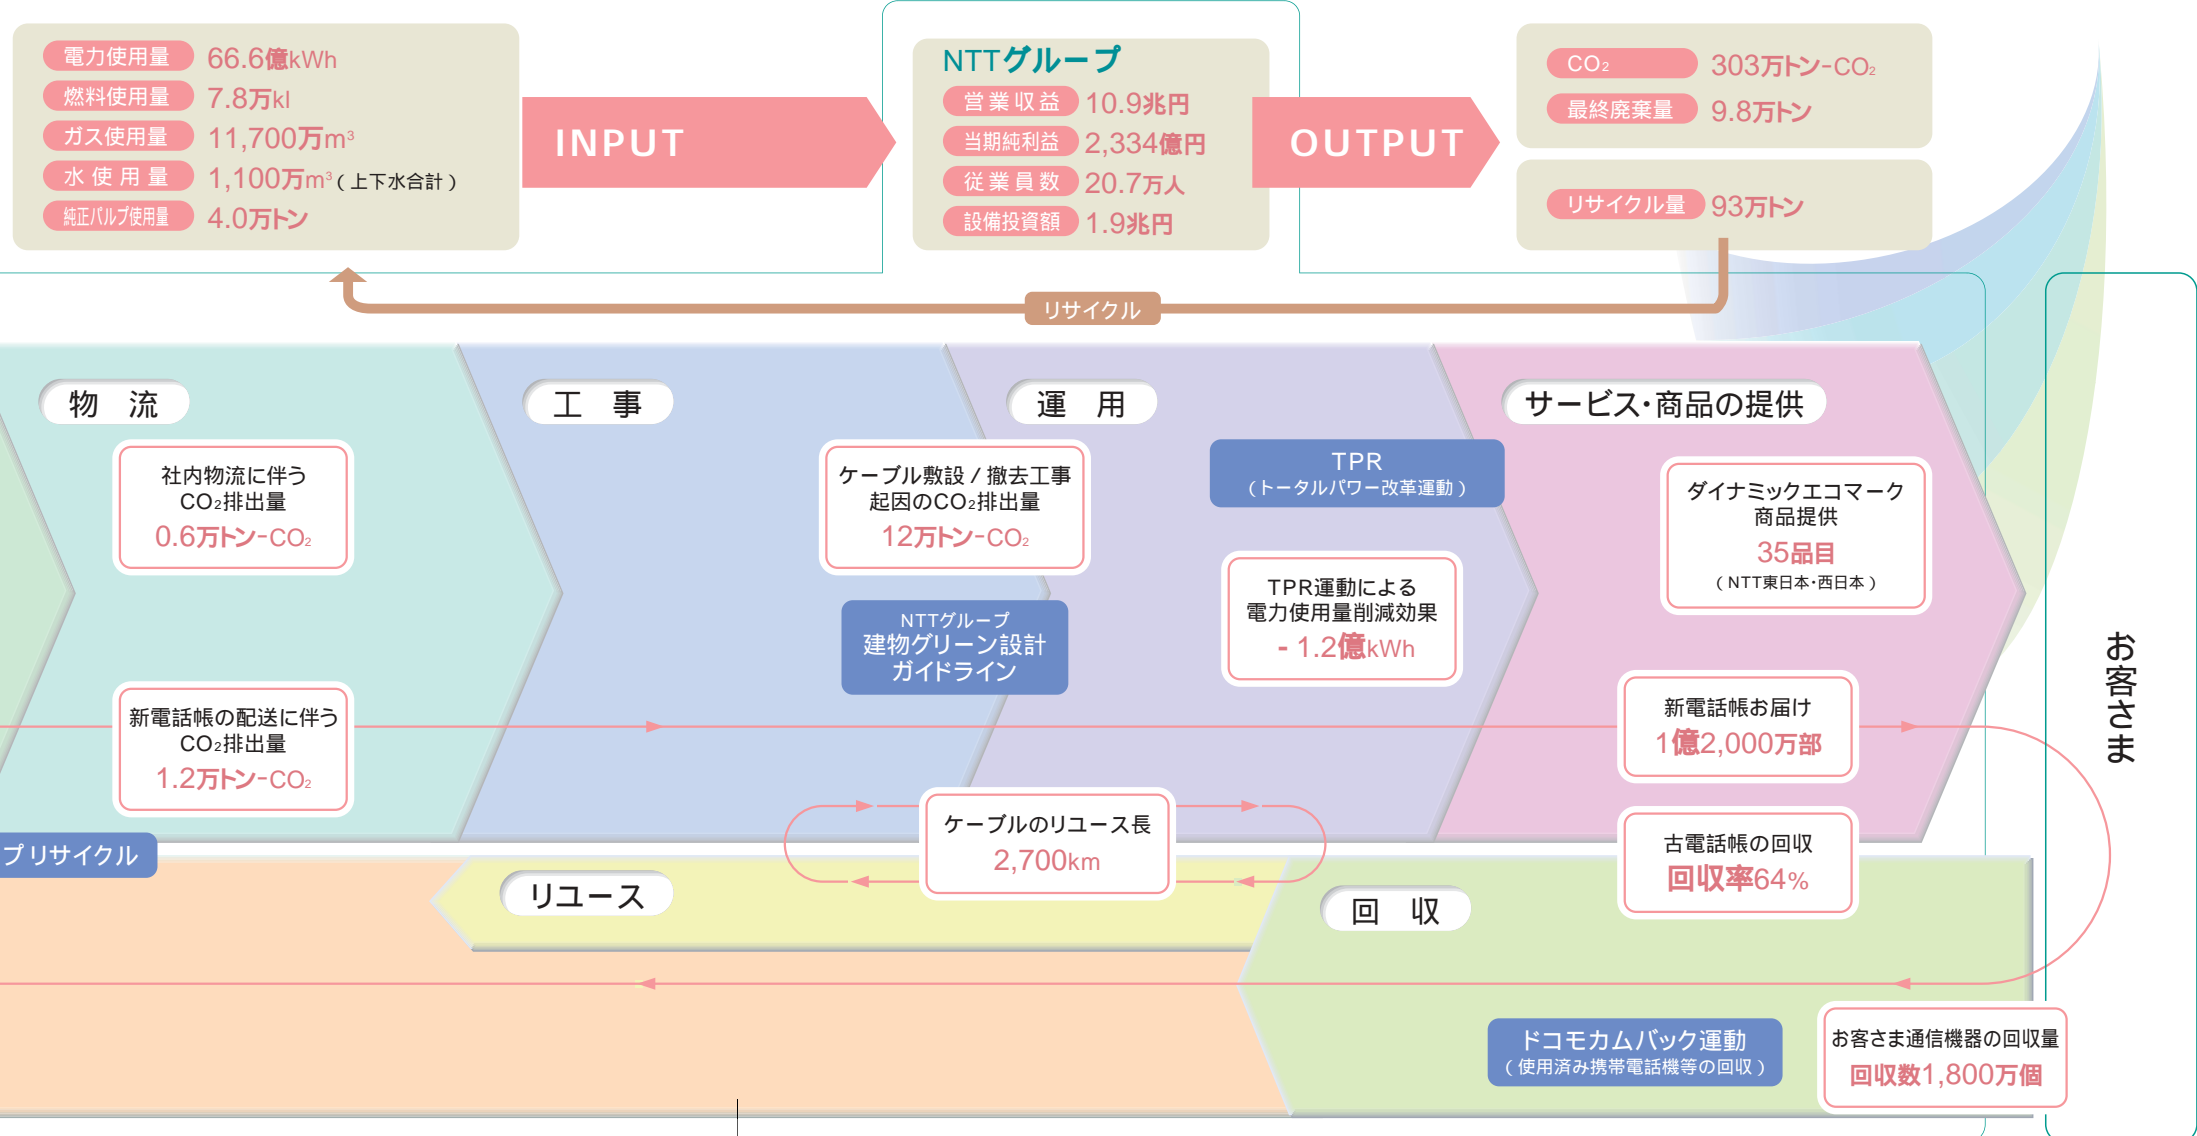 電力使用量 66.6億kWh
燃料使用量 7.8万kl
ガス使用量 11,700万m³
水使用量 1,100万m³(上下水合計)
純正パルプ使用量 4.0万トン
INPUT
NTTグループ
営業収益 10.9兆円
当期純利益 2,334億円
従業員数 20.7万人
設備投資額 1.9兆円
OUTPUT
CO₂ 303万トン-CO₂
最終廃棄量 9.8万トン
リサイクル量 93万トン
リサイクル
物 流
社内物流に伴う
CO₂排出量
0.6万トン-CO₂
新電話帳の配送に伴う
CO₂排出量
1.2万トン-CO₂
工 事
ケーブル敷設/撤去工事
起因のCO₂排出量
12万トン-CO₂
NTTグループ
建物グリーン設計
ガイドライン
運 用
TPR
(トータルパワー改革運動)
TPR運動による
電力使用量削減効果
- 1.2億kWh
サービス・商品の提供
ダイナミックエコマーク
商品提供
35品目
(NTT東日本・西日本)
新電話帳お届け
1億2,000万部
お客さま
ケーブルのリユース長
2,700km
古電話帳の回収
回収率64%
プリサイクル
リユース
回 収
ドコモカムバック運動
(使用済み携帯電話機等の回収)
お客さま通信機器の回収量
回収数1,800万個